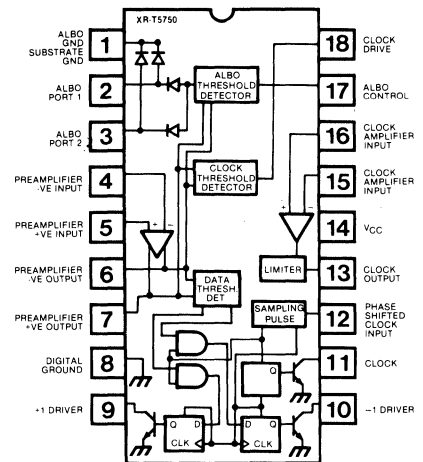 XR-T5750
ALBO
GND
SUBSTRATE
GND
1
ALBO
PORT 1
2
ALBO
PORT 2
3
PREAMPLIFIER
-VE INPUT
4
PREAMPLIFIER
+VE INPUT
5
PREAMPLIFIER
-VE OUTPUT
6
PREAMPLIFIER
+VE OUTPUT
7
DIGITAL
GROUND
8
+1 DRIVER
9
ALBO
THRESHOLD
DETECTOR
CLOCK
THRESHOLD
DETECTOR
+ -
+ -
LIMITER
DATA
THRESH.
DET
SAMPLING
PULSE
Q
Q D
CLK
D Q
CLK
18
CLOCK
DRIVE
17
ALBO
CONTROL
16
CLOCK
AMPLIFIER
INPUT
15
CLOCK
AMPLIFIER
INPUT
14
VCC
13
CLOCK
OUTPUT
12
PHASE
SHIFTED
CLOCK
INPUT
11
CLOCK
10
-1 DRIVER